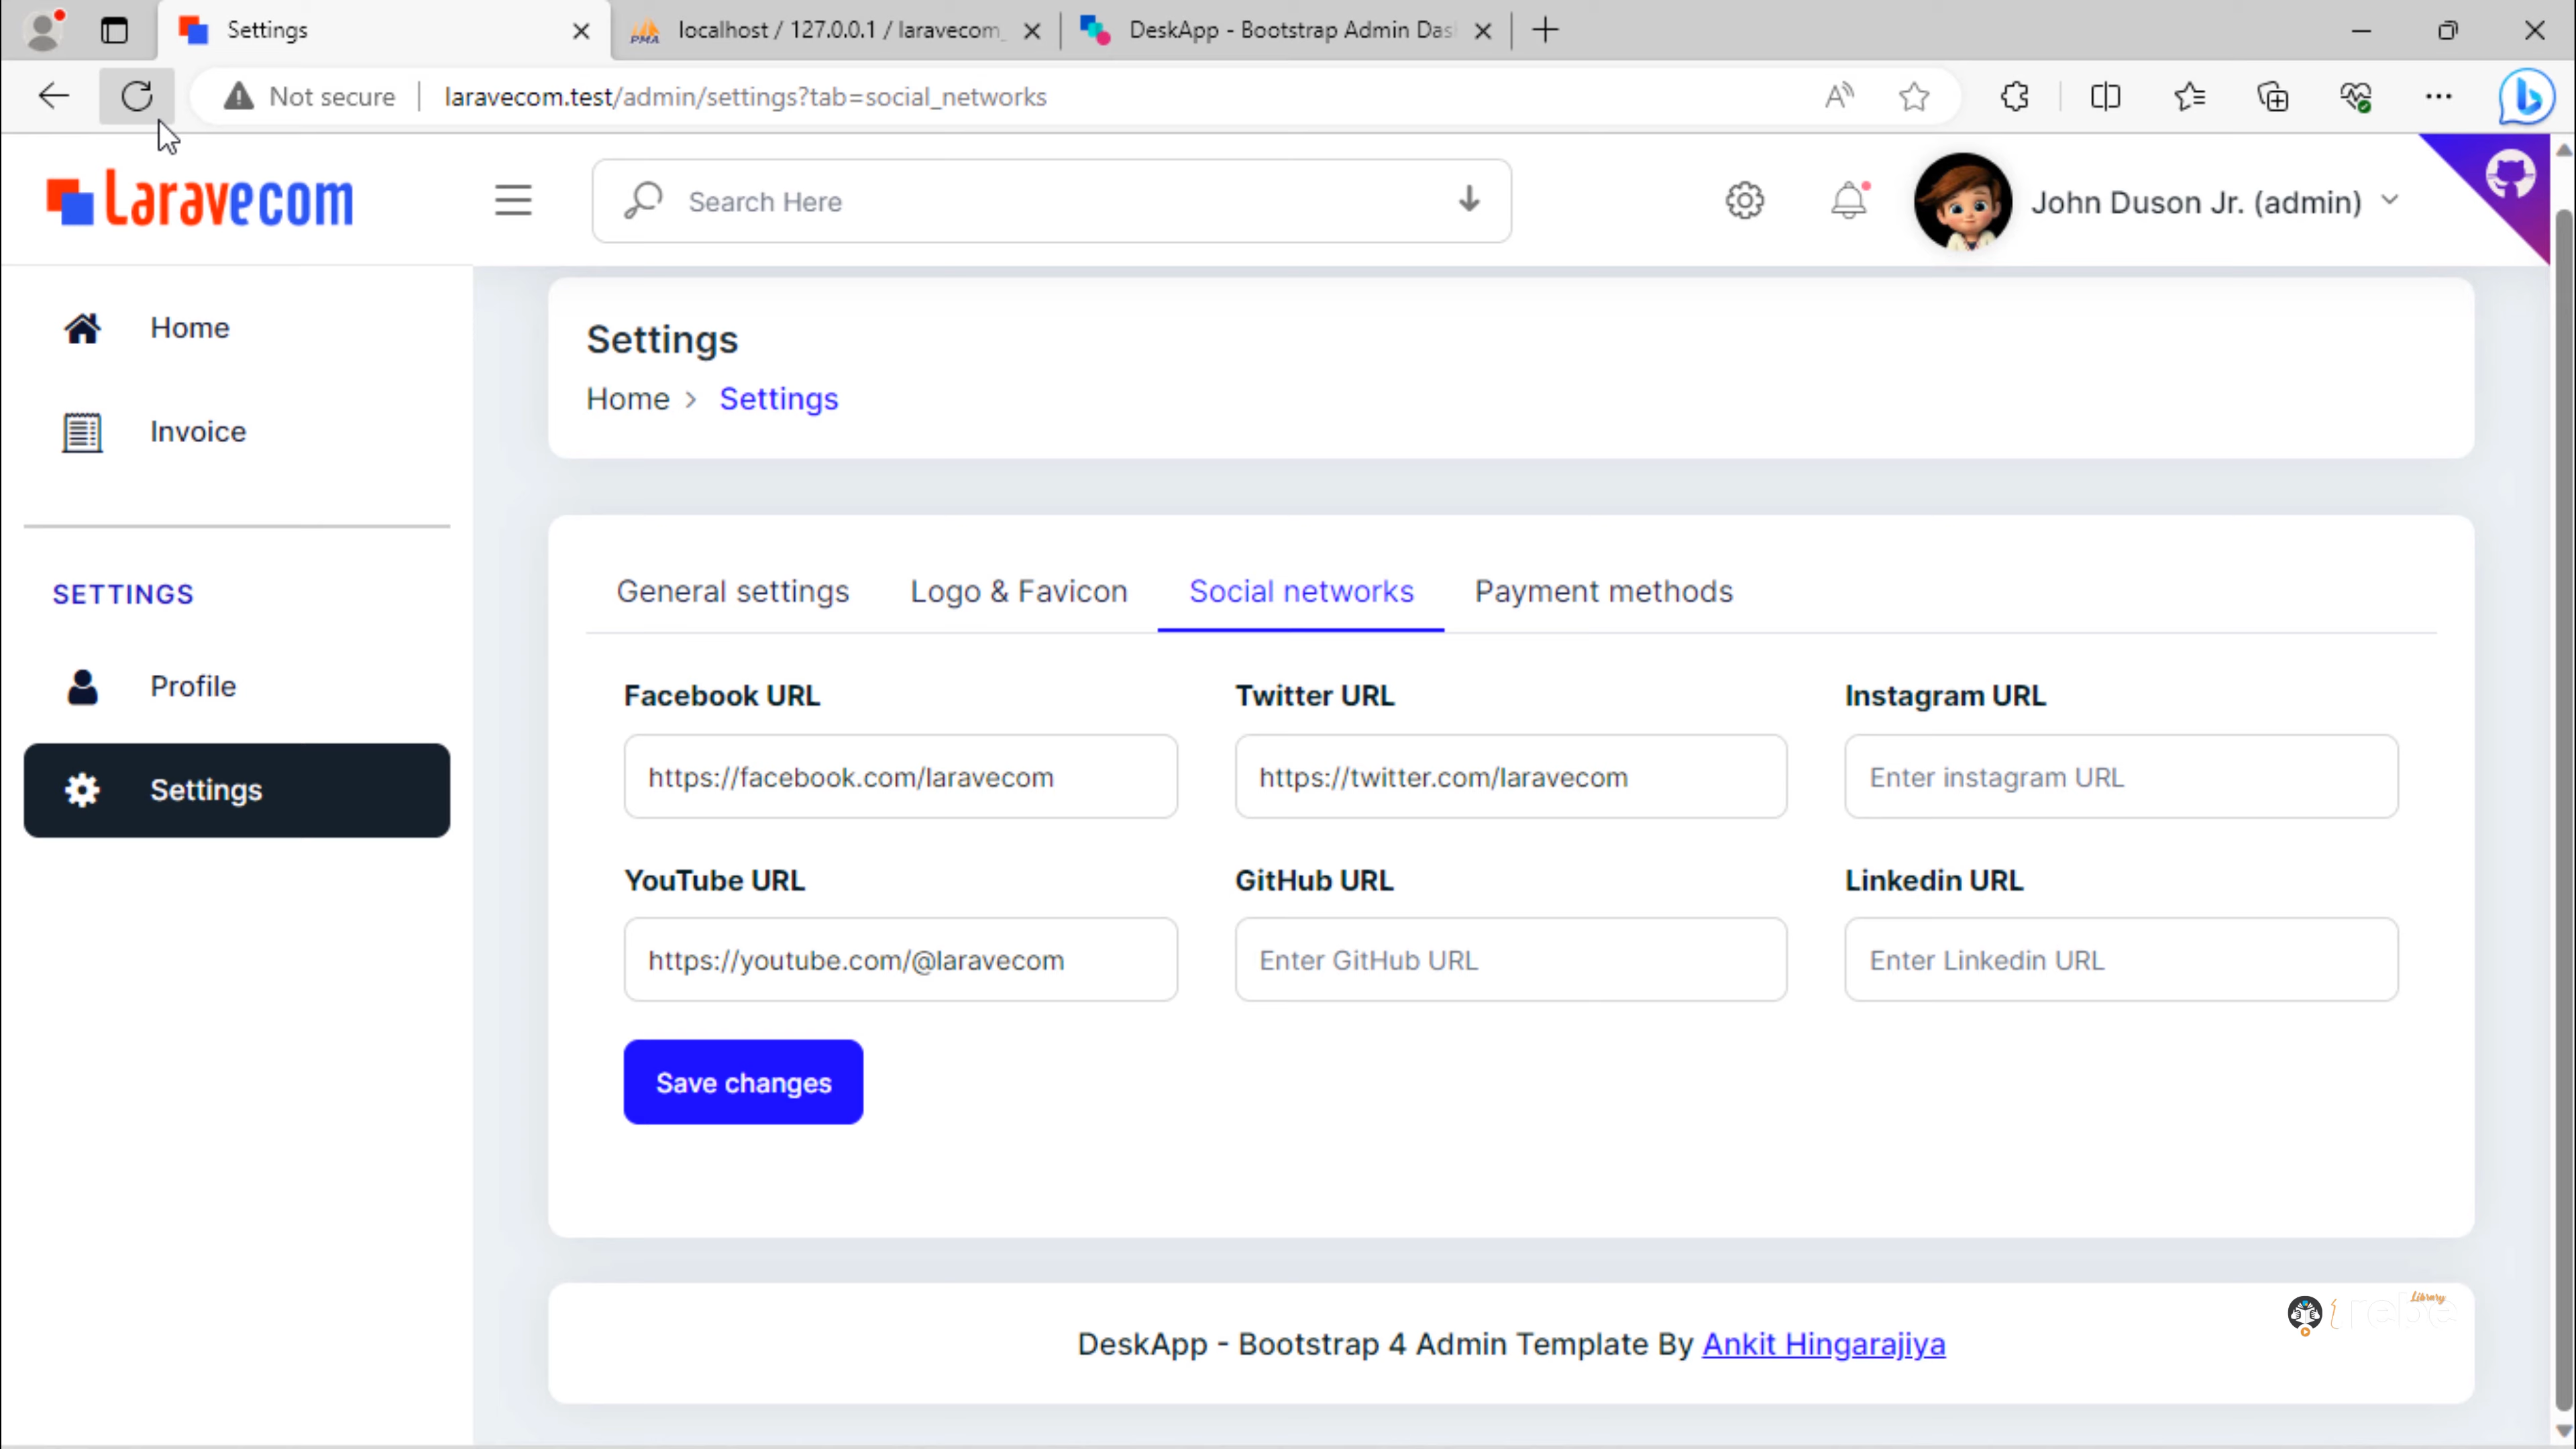 Settings
localhost / 127.0.0.1 / laravecom_
DeskApp - Bootstrap Admin Das
Not secure
laravecom.test/admin/settings?tab=social_networks
Laravecom
Search Here
John Duson Jr. (admin)
Home
Invoice
SETTINGS
Profile
Settings
Settings
Home > Settings
General settings
Logo & Favicon
Social networks
Payment methods
Facebook URL
Twitter URL
Instagram URL
https://facebook.com/laravecom
https://twitter.com/laravecom
Enter instagram URL
YouTube URL
GitHub URL
Linkedin URL
https://youtube.com/@laravecom
Enter GitHub URL
Enter Linkedin URL
Save changes
DeskApp - Bootstrap 4 Admin Template By Ankit Hingarajiya
Library